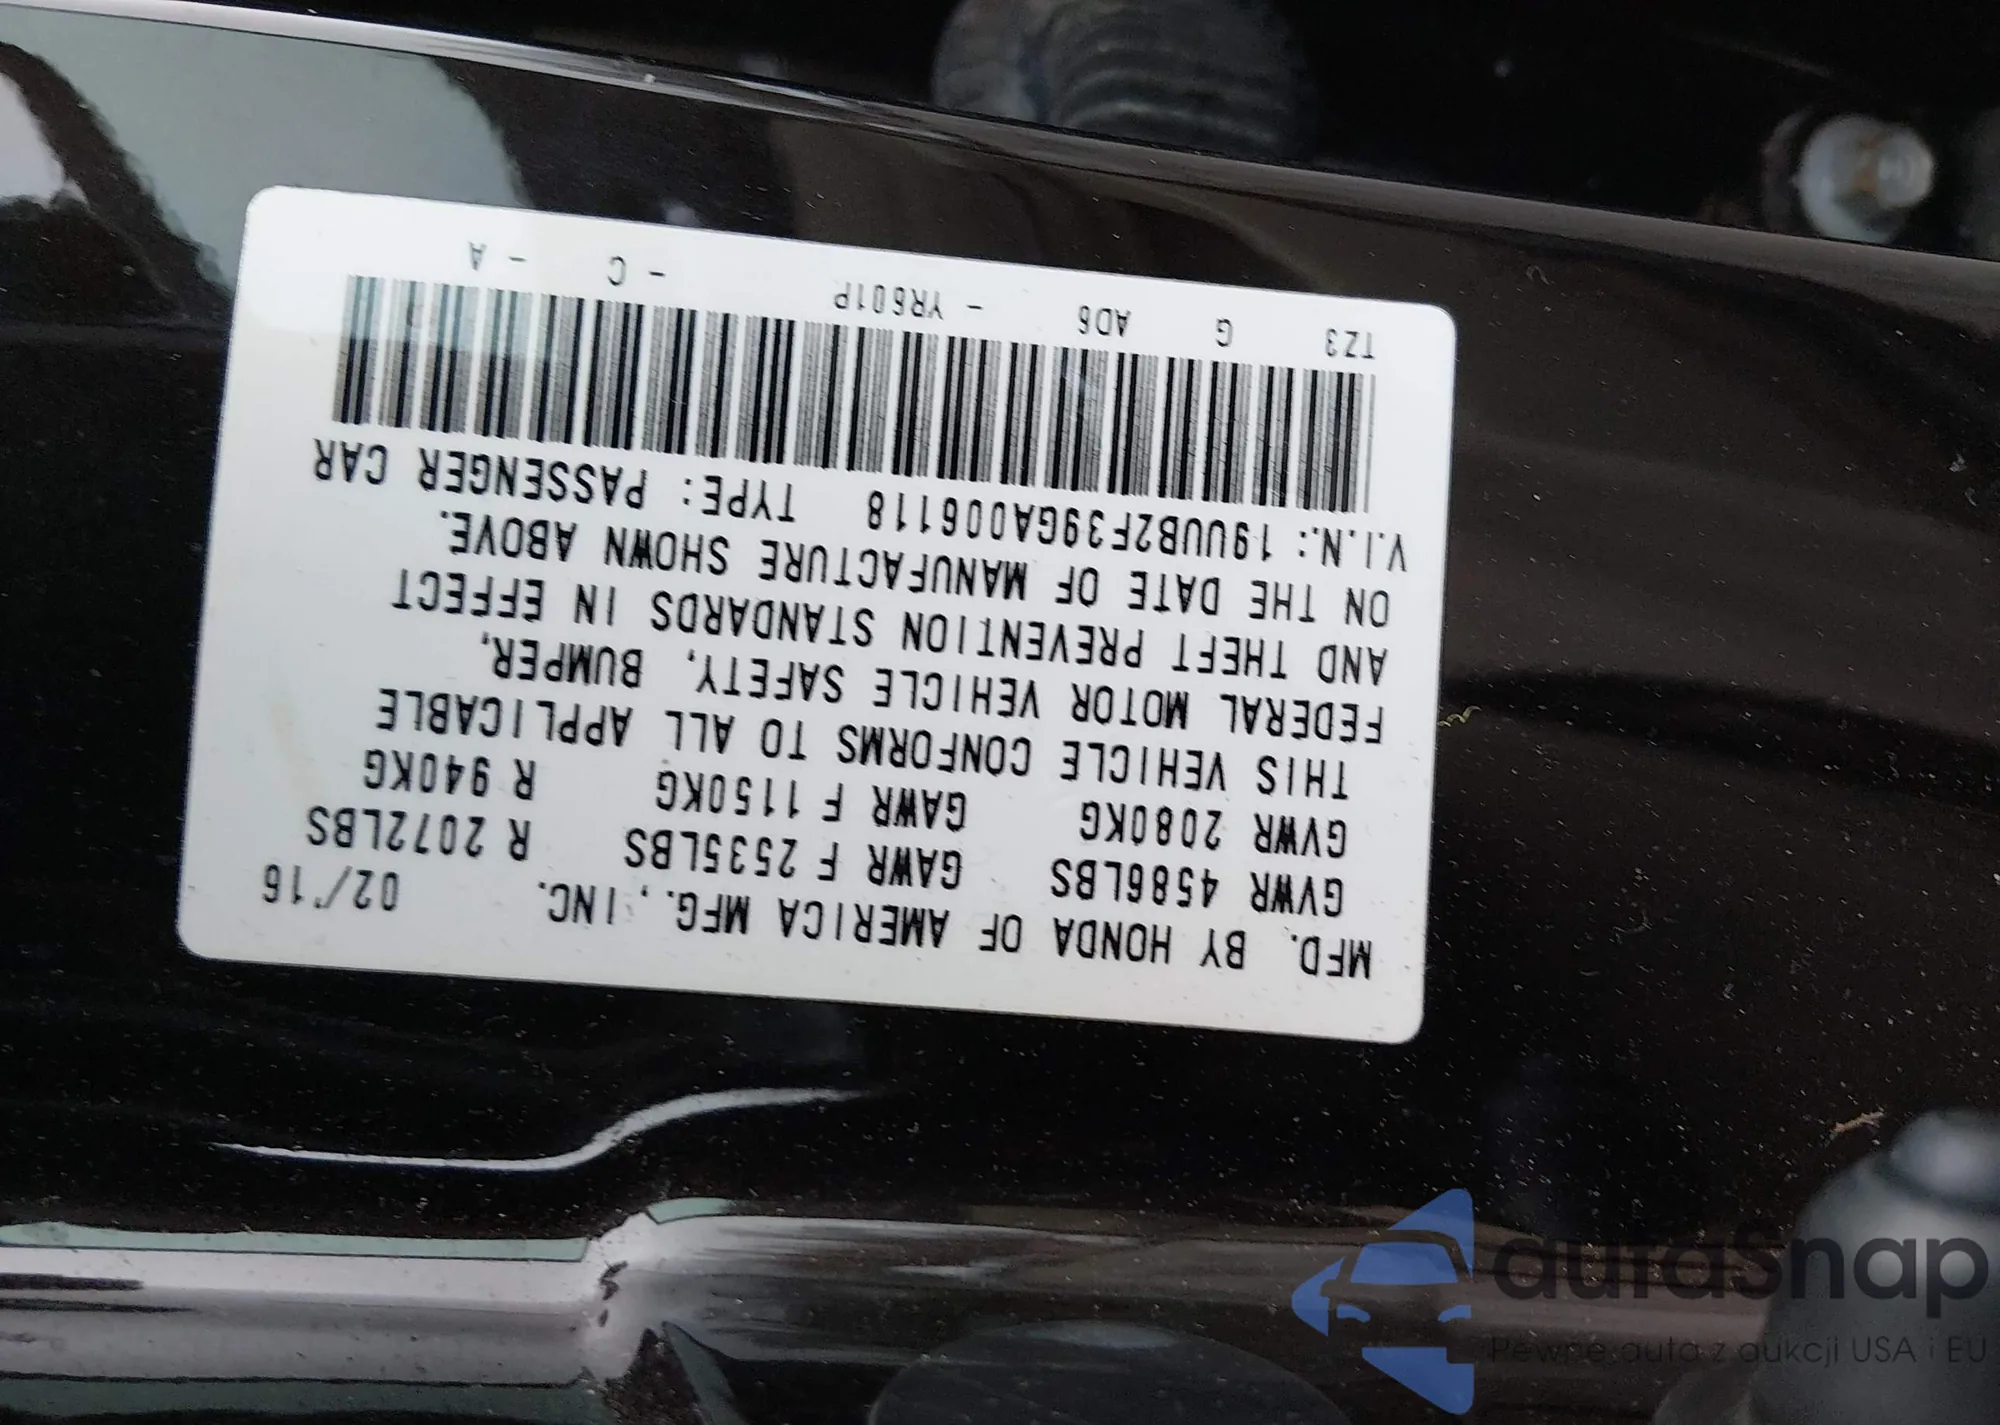 MFD. BY HONDA OF AMERICA MFG., INC. 02/'16
GVWR 4586LBS GAWR F 2535LBS R 2072LBS
GVWR 2080KG GAWR F 1150KG R 940KG
THIS VEHICLE CONFORMS TO ALL APPLICABLE
FEDERAL MOTOR VEHICLE SAFETY, BUMPER,
AND THEFT PREVENTION STANDARDS IN EFFECT
ON THE DATE OF MANUFACTURE SHOWN ABOVE.
V.I.N.: 19UUB2F39GA006118 TYPE: PASSENGER CAR
TZ3 G AD6 - YR601P - C - A
autaSnap
Pewne auta z aukcji USA i EU